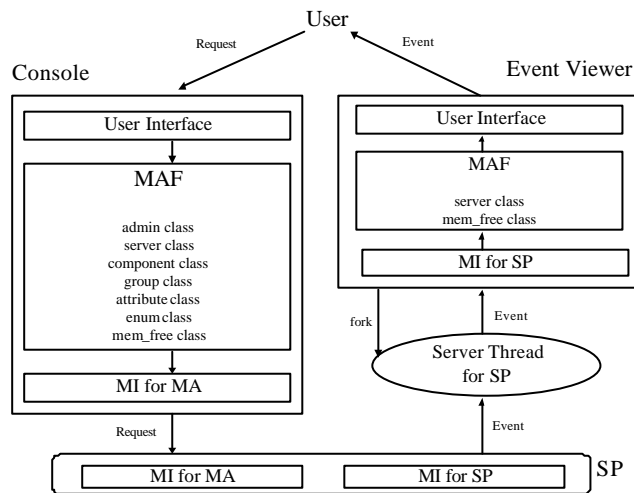 User
Request
Event
Console
Event Viewer
User Interface
MAF
admin class
server class
component class
group class
attribute class
enum class
mem_free class
MI for MA
Request
User Interface
MAF
server class
mem_free class
MI for SP
fork
Event
Server Thread
for SP
Event
SP
MI for MA
MI for SP